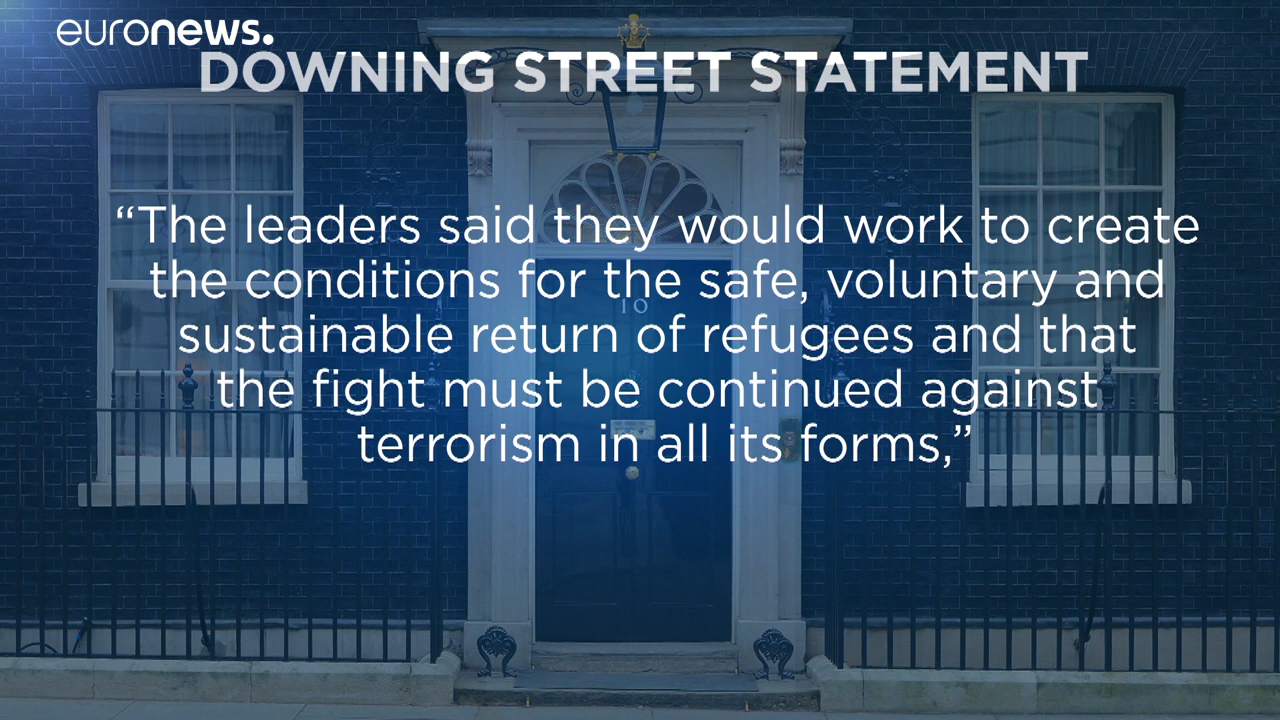 euronews.
DOWNING STREET STATEMENT
“The leaders said they would work to create
the conditions for the safe, voluntary and
sustainable return of refugees and that
the fight must be continued against
terrorism in all its forms,”
10